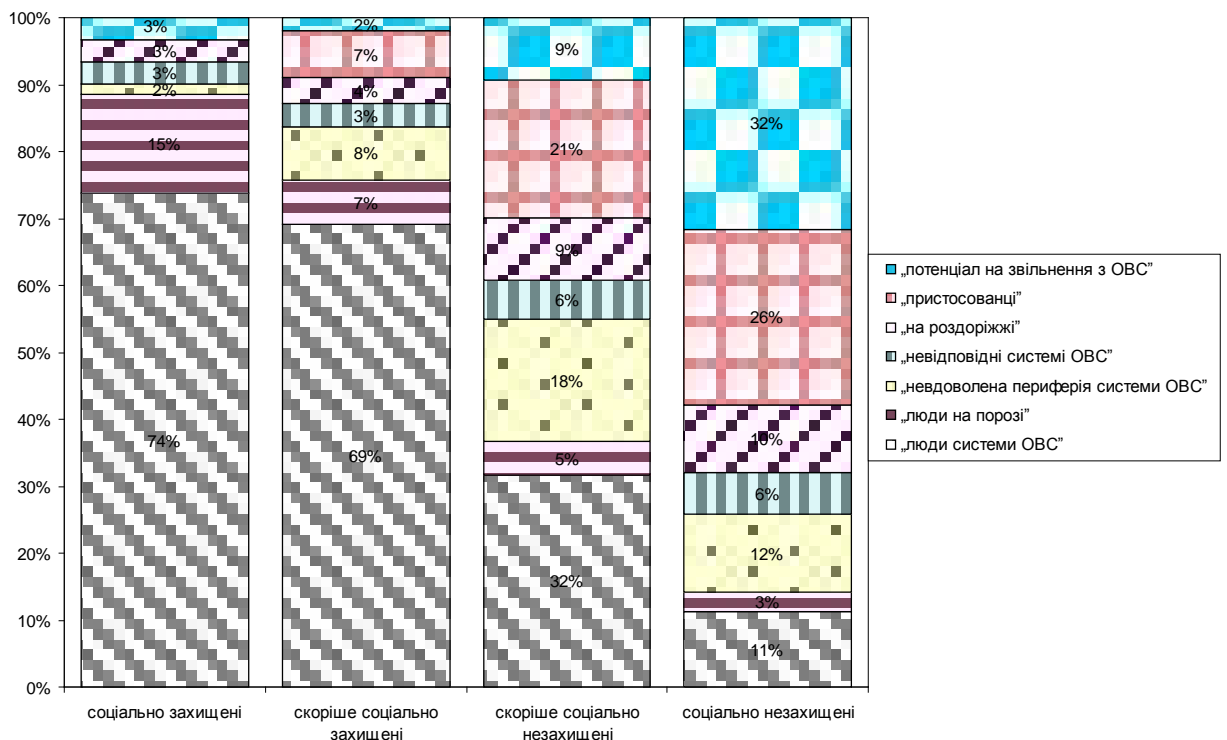 100%
90%
80%
70%
60%
50%
40%
30%
20%
10%
0%
3%
3%
3%
2%
15%
74%
2%
7%
4%
3%
8%
7%
69%
9%
21%
9%
6%
18%
5%
32%
32%
26%
10%
6%
12%
3%
11%
соціально захищені
скоріше соціально
захищені
скоріше соціально
незахищені
соціально незахищені
„потенціал на звільнення з ОВС”
„пристосованці”
„на роздоріжжі”
„невідповідні системі ОВС”
„невдоволена периферія системи ОВС”
„люди на порозі”
„люди системи ОВС”